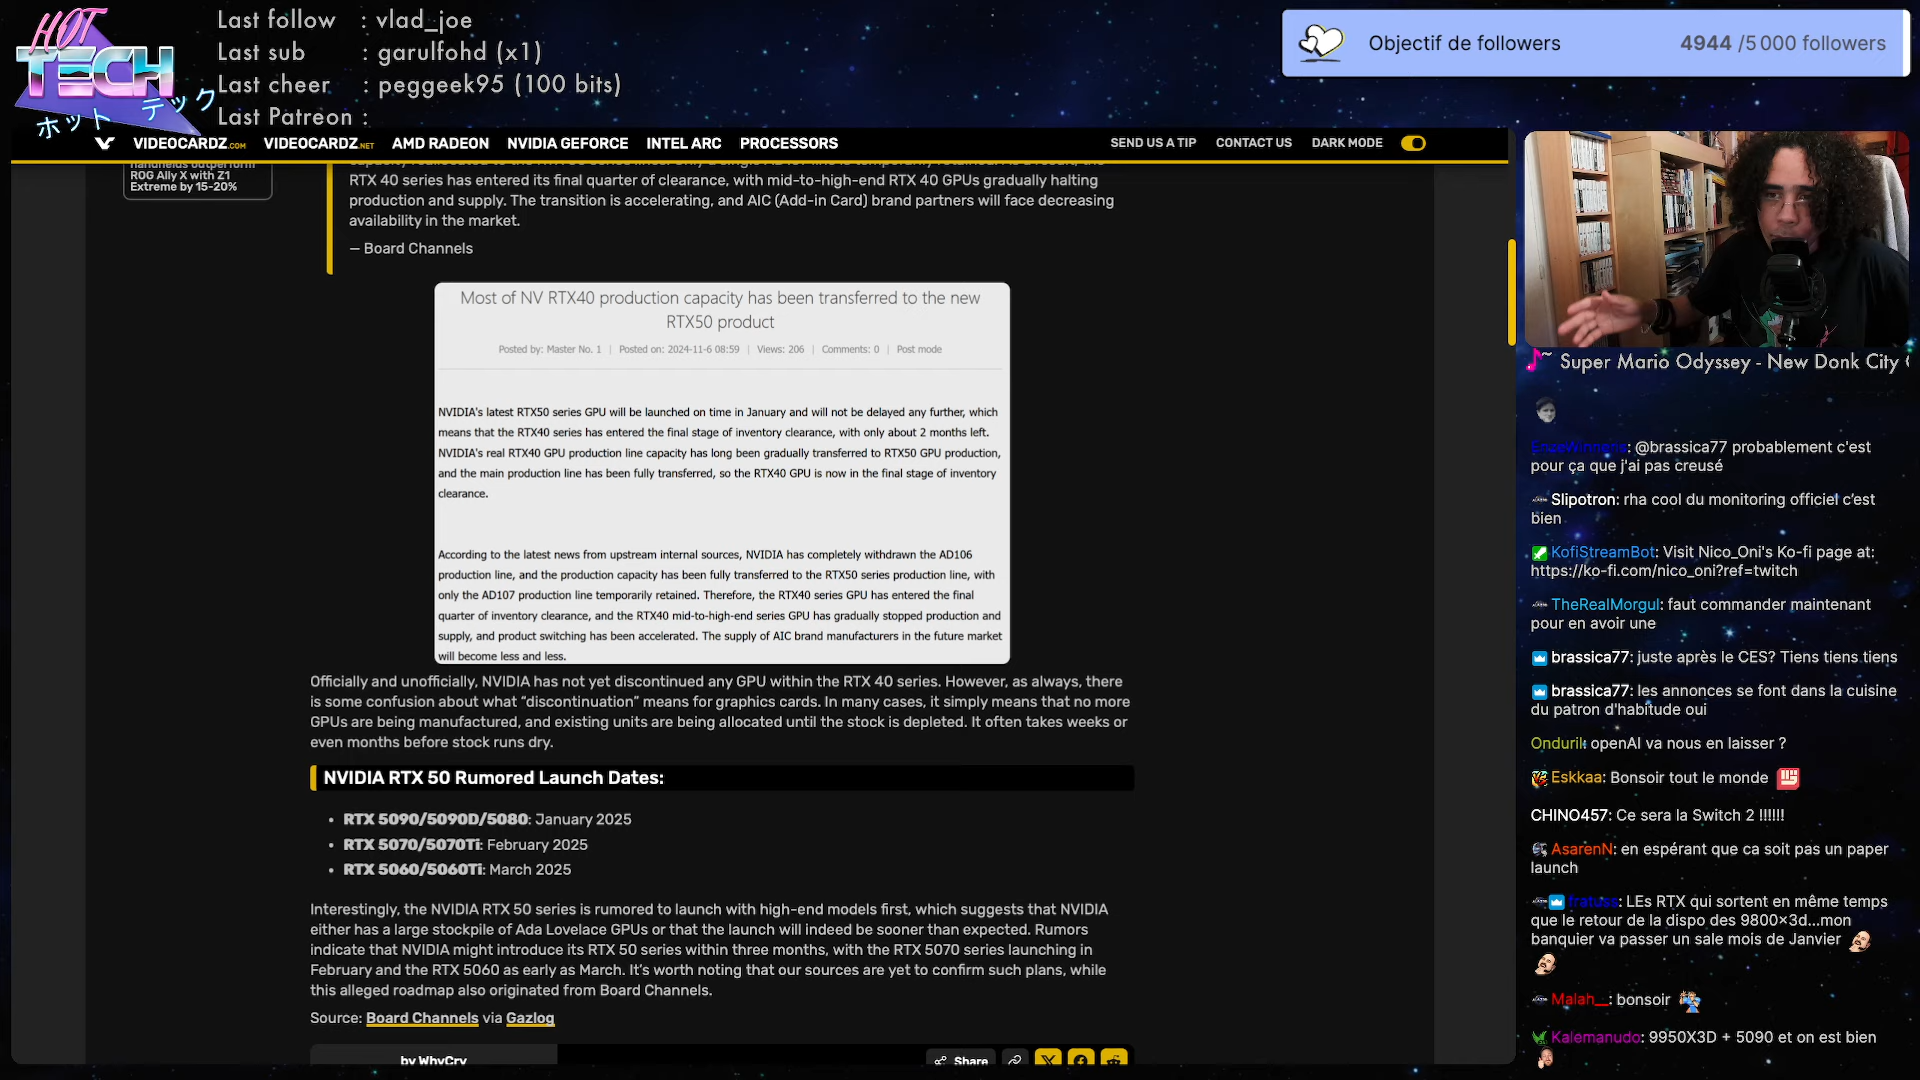 HOT
TECH
ホット テック
Last follow : vlad_joe
Last sub : garulfohd (x1)
Last cheer : peggeek95 (100 bits)
Last Patreon :
Objectif de followers
4944 /5 000 followers
VIDEOCARDZ.COM VIDEOCARDZ.NET AMD RADEON NVIDIA GEFORCE INTEL ARC PROCESSORS
SEND US A TIP CONTACT US DARK MODE
handhelds outperform
ROG Ally X with Z1
Extreme by 15-20%
RTX 40 series has entered its final quarter of clearance, with mid-to-high-end RTX 40 GPUs gradually halting
production and supply. The transition is accelerating, and AIC (Add-in Card) brand partners will face decreasing
availability in the market.
— Board Channels
Most of NV RTX40 production capacity has been transferred to the new
RTX50 product
Posted by: Master No. 1 | Posted on: 2024-11-6 08:59 | Views: 206 | Comments: 0 | Post mode
NVIDIA's latest RTX50 series GPU will be launched on time in January and will not be delayed any further, which
means that the RTX40 series has entered the final stage of inventory clearance, with only about 2 months left.
NVIDIA's real RTX40 GPU production line capacity has long been gradually transferred to RTX50 GPU production,
and the main production line has been fully transferred, so the RTX40 GPU is now in the final stage of inventory
clearance.
According to the latest news from upstream internal sources, NVIDIA has completely withdrawn the AD106
production line, and the production capacity has been fully transferred to the RTX50 series production line, with
only the AD107 production line temporarily retained. Therefore, the RTX40 series GPU has entered the final
quarter of inventory clearance, and the RTX40 mid-to-high-end series GPU has gradually stopped production and
supply, and product switching has been accelerated. The supply of AIC brand manufacturers in the future market
will become less and less.
Officially and unofficially, NVIDIA has not yet discontinued any GPU within the RTX 40 series. However, as always, there
is some confusion about what “discontinuation” means for graphics cards. In many cases, it simply means that no more
GPUs are being manufactured, and existing units are being allocated until the stock is depleted. It often takes weeks or
even months before stock runs dry.
NVIDIA RTX 50 Rumored Launch Dates:
• RTX 5090/5090D/5080: January 2025
• RTX 5070/5070Ti: February 2025
• RTX 5060/5060Ti: March 2025
Interestingly, the NVIDIA RTX 50 series is rumored to launch with high-end models first, which suggests that NVIDIA
either has a large stockpile of Ada Lovelace GPUs or that the launch will indeed be sooner than expected. Rumors
indicate that NVIDIA might introduce its RTX 50 series within three months, with the RTX 5070 series launching in
February and the RTX 5060 as early as March. It's worth noting that our sources are yet to confirm such plans, while
this alleged roadmap also originated from Board Channels.
Source: Board Channels via Gazlog
by WhyCry
Share
Super Mario Odyssey - New Donk City
: @brassica77 probablement c'est
pour ça que j'ai pas creusé
Slipotron: rha cool du monitoring officiel c'est
bien
KofiStreamBot: Visit Nico_Oni's Ko-fi page at:
https://ko-fi.com/nico_oni?ref=twitch
TheRealMorgul: faut commander maintenant
pour en avoir une
brassica77: juste après le CES? Tiens tiens tiens
brassica77: les annonces se font dans la cuisine
du patron d'habitude oui
Onduril: openAI va nous en laisser ?
Eskkaa: Bonsoir tout le monde
CHINO457: Ce sera la Switch 2 !!!!!!
AsarenN: en espérant que ca soit pas un paper
launch
fratuss: LEs RTX qui sortent en même temps
que le retour de la dispo des 9800x3d...mon
banquier va passer un sale mois de Janvier
Malah__: bonsoir
Kalemanudo: 9950X3D + 5090 et on est bien